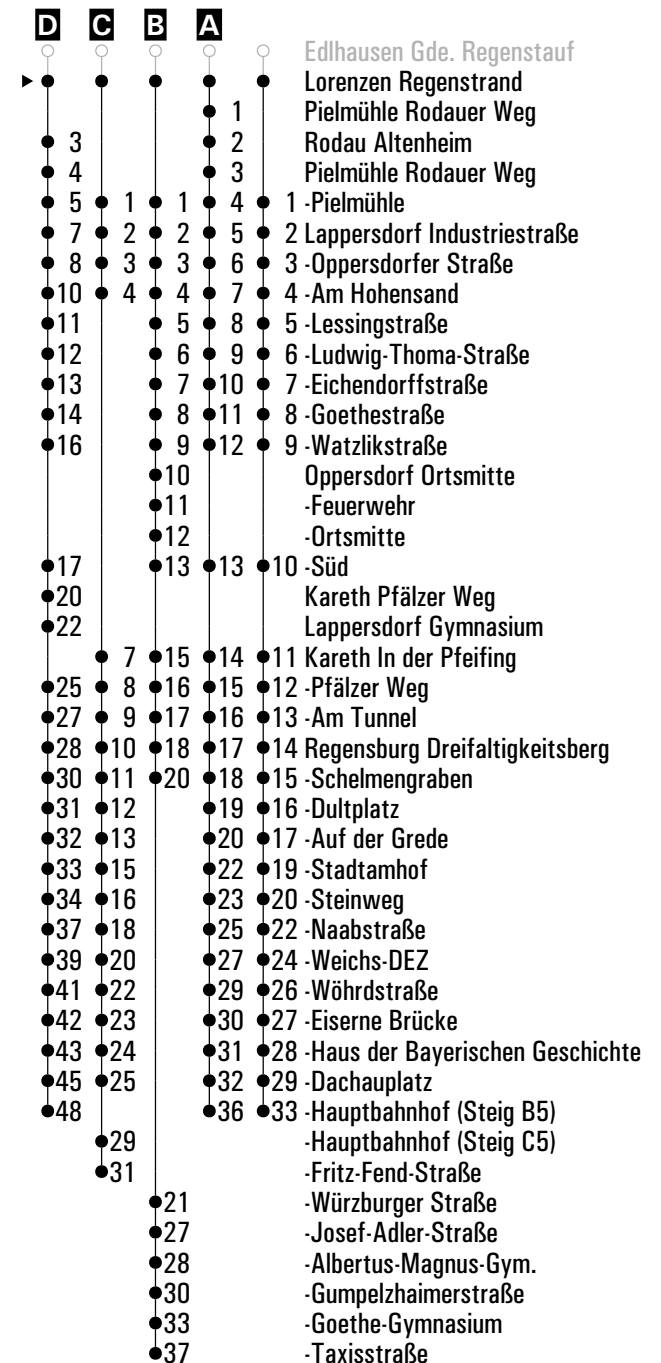 D C B A
Edlhausen Gde. Regenstauf
Lorenzen Regenstrand
1 Pielmühle Rodauer Weg
3 2 Rodau Altenheim
4 3 Pielmühle Rodauer Weg
5 1 1 4 1 -Pielmühle
7 2 2 5 2 Lappersdorf Industriestraße
8 3 3 6 3 -Oppersdorfer Straße
10 4 4 7 4 -Am Hohensand
11 5 8 5 -Lessingstraße
12 6 9 6 -Ludwig-Thoma-Straße
13 7 10 7 -Eichendorffstraße
14 8 11 8 -Goethestraße
16 9 12 9 -Watzlikstraße
10 Oppersdorf Ortsmitte
11 -Feuerwehr
12 -Ortsmitte
17 13 13 10 -Süd
20 Kareth Pfälzer Weg
22 Lappersdorf Gymnasium
7 15 14 11 Kareth In der Pfeifing
25 8 16 15 12 -Pfälzer Weg
27 9 17 16 13 -Am Tunnel
28 10 18 17 14 Regensburg Dreifaltigkeitsberg
30 11 20 18 15 -Schelmengraben
31 12 19 16 -Dultplatz
32 13 20 17 -Auf der Grede
33 15 22 19 -Stadtamhof
34 16 23 20 -Steinweg
37 18 25 22 -Naabstraße
39 20 27 24 -Weichs-DEZ
41 22 29 26 -Wöhrdstraße
42 23 30 27 -Eiserne Brücke
43 24 31 28 -Haus der Bayerischen Geschichte
45 25 32 29 -Dachauplatz
48 36 33 -Hauptbahnhof (Steig B5)
29 -Hauptbahnhof (Steig C5)
31 -Fritz-Fend-Straße
21 -Würzburger Straße
27 -Josef-Adler-Straße
28 -Albertus-Magnus-Gym.
30 -Gumpelzhaimerstraße
33 -Goethe-Gymnasium
37 -Taxisstraße